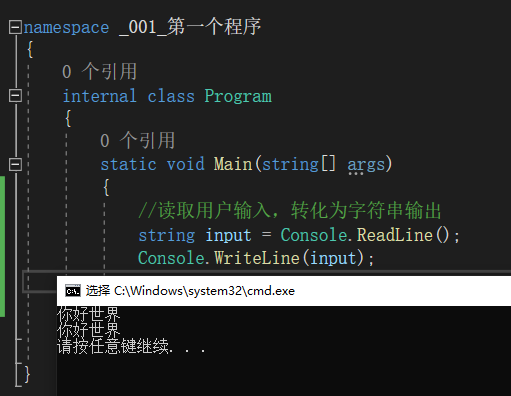 namespace _001_第一个程序
{
0 个引用
internal class Program
{
0 个引用
static void Main(string[] args)
{
//读取用户输入，转化为字符串输出
string input = Console.ReadLine();
Console.WriteLine(input);
选择 C:\Windows\system32\cmd.exe
你好世界
你好世界
请按任意键继续. . .
}